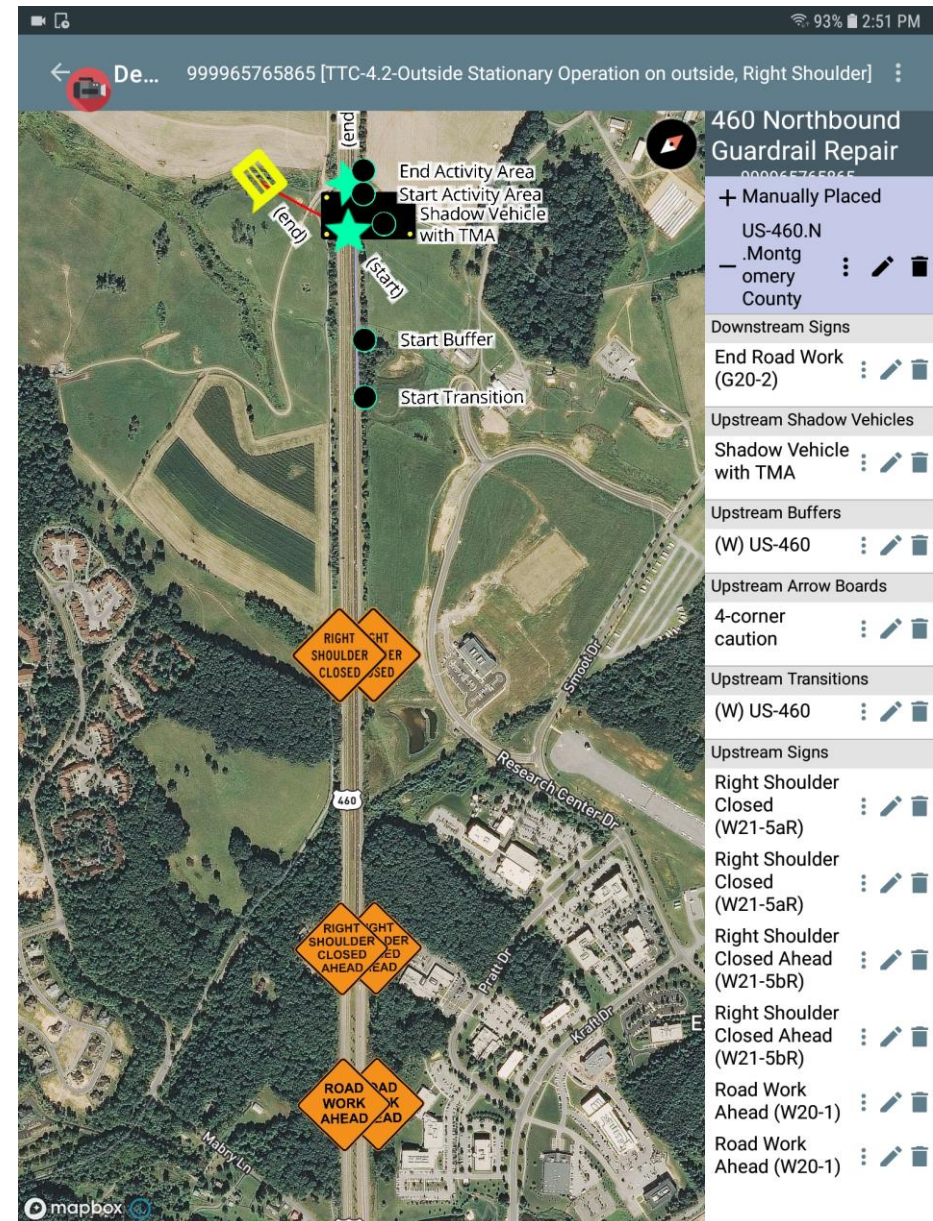 93% 2:51 PM
De... 999965765865 [TTC-4.2-Outside Stationary Operation on outside, Right Shoulder]
(end)
End Activity Area
Start Activity Area
Shadow Vehicle
with TMA
(end)
(start)
Start Buffer
Start Transition
RIGHT
SHOULDER
CLOSED
Smoot Dr
Research Center Dr
460
RIGHT
SHOULDER
CLOSED
AHEAD
Pratt Dr
Kraft Dr
ROAD
WORK
AHEAD
Mabry Ln
mapbox
460 Northbound
Guardrail Repair
999965765865
+ Manually Placed
US-460.N
.Montg
omery
County
Downstream Signs
End Road Work
(G20-2)
Upstream Shadow Vehicles
Shadow Vehicle
with TMA
Upstream Buffers
(W) US-460
Upstream Arrow Boards
4-corner
caution
Upstream Transitions
(W) US-460
Upstream Signs
Right Shoulder
Closed
(W21-5aR)
Right Shoulder
Closed
(W21-5aR)
Right Shoulder
Closed Ahead
(W21-5bR)
Right Shoulder
Closed Ahead
(W21-5bR)
Road Work
Ahead (W20-1)
Road Work
Ahead (W20-1)